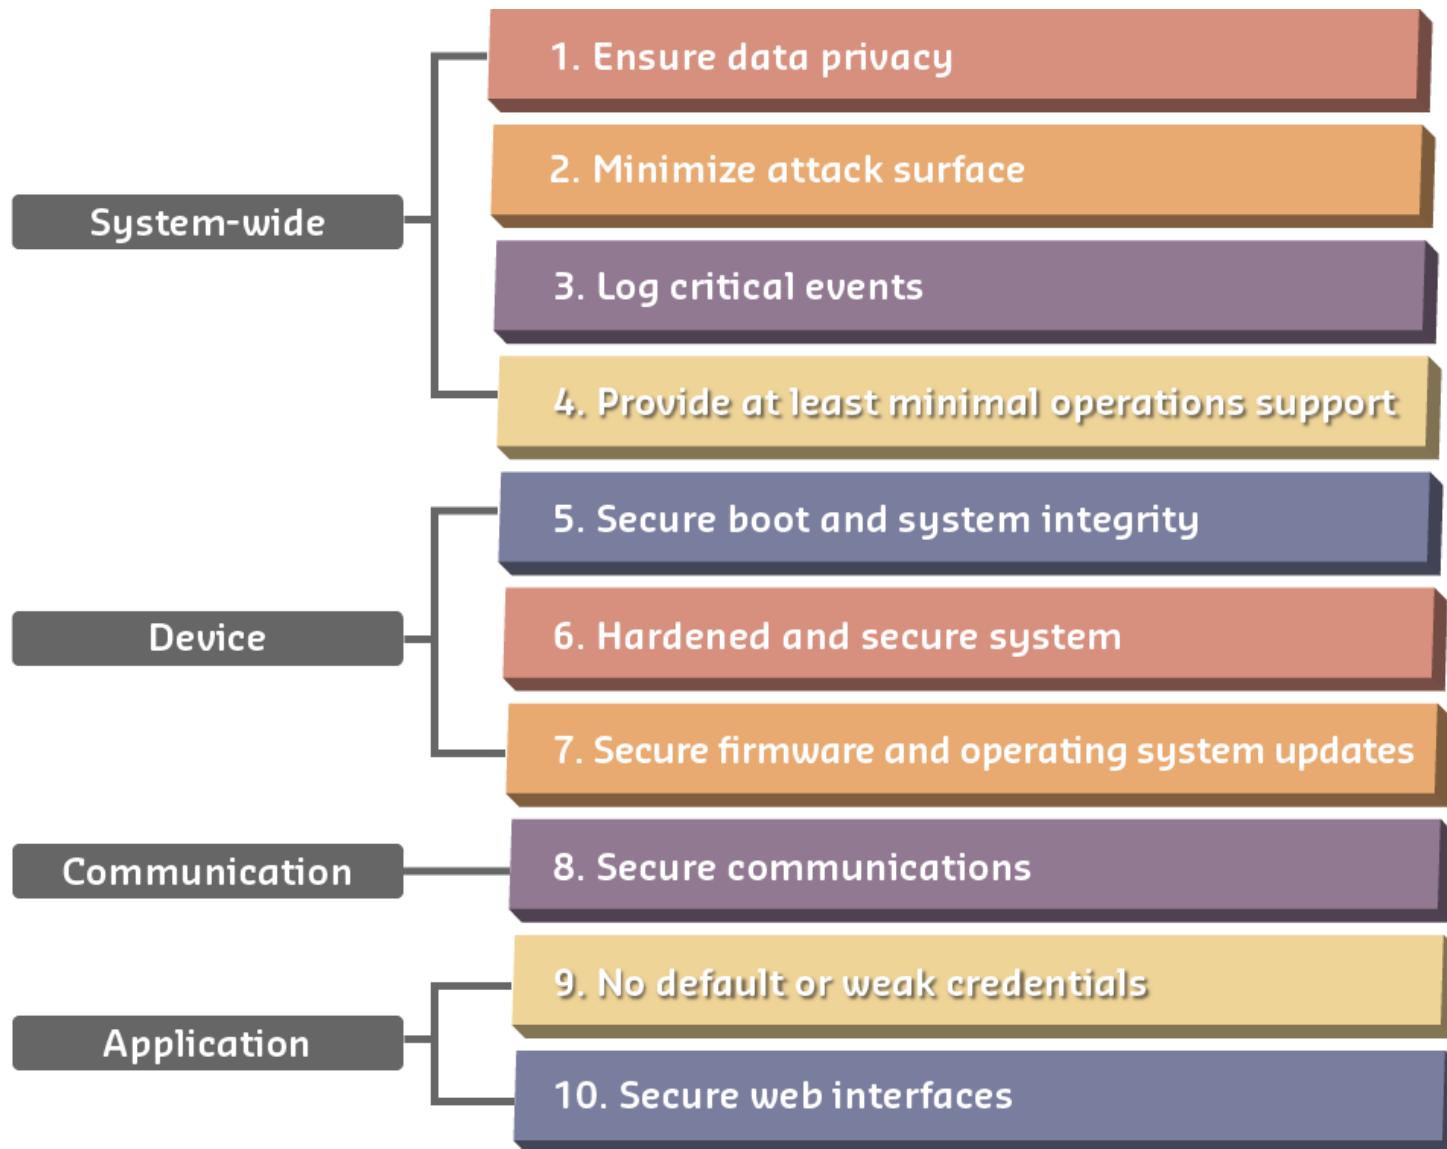 System-wide
1. Ensure data privacy
2. Minimize attack surface
3. Log critical events
4. Provide at least minimal operations support
Device
5. Secure boot and system integrity
6. Hardened and secure system
7. Secure firmware and operating system updates
Communication
8. Secure communications
Application
9. No default or weak credentials
10. Secure web interfaces